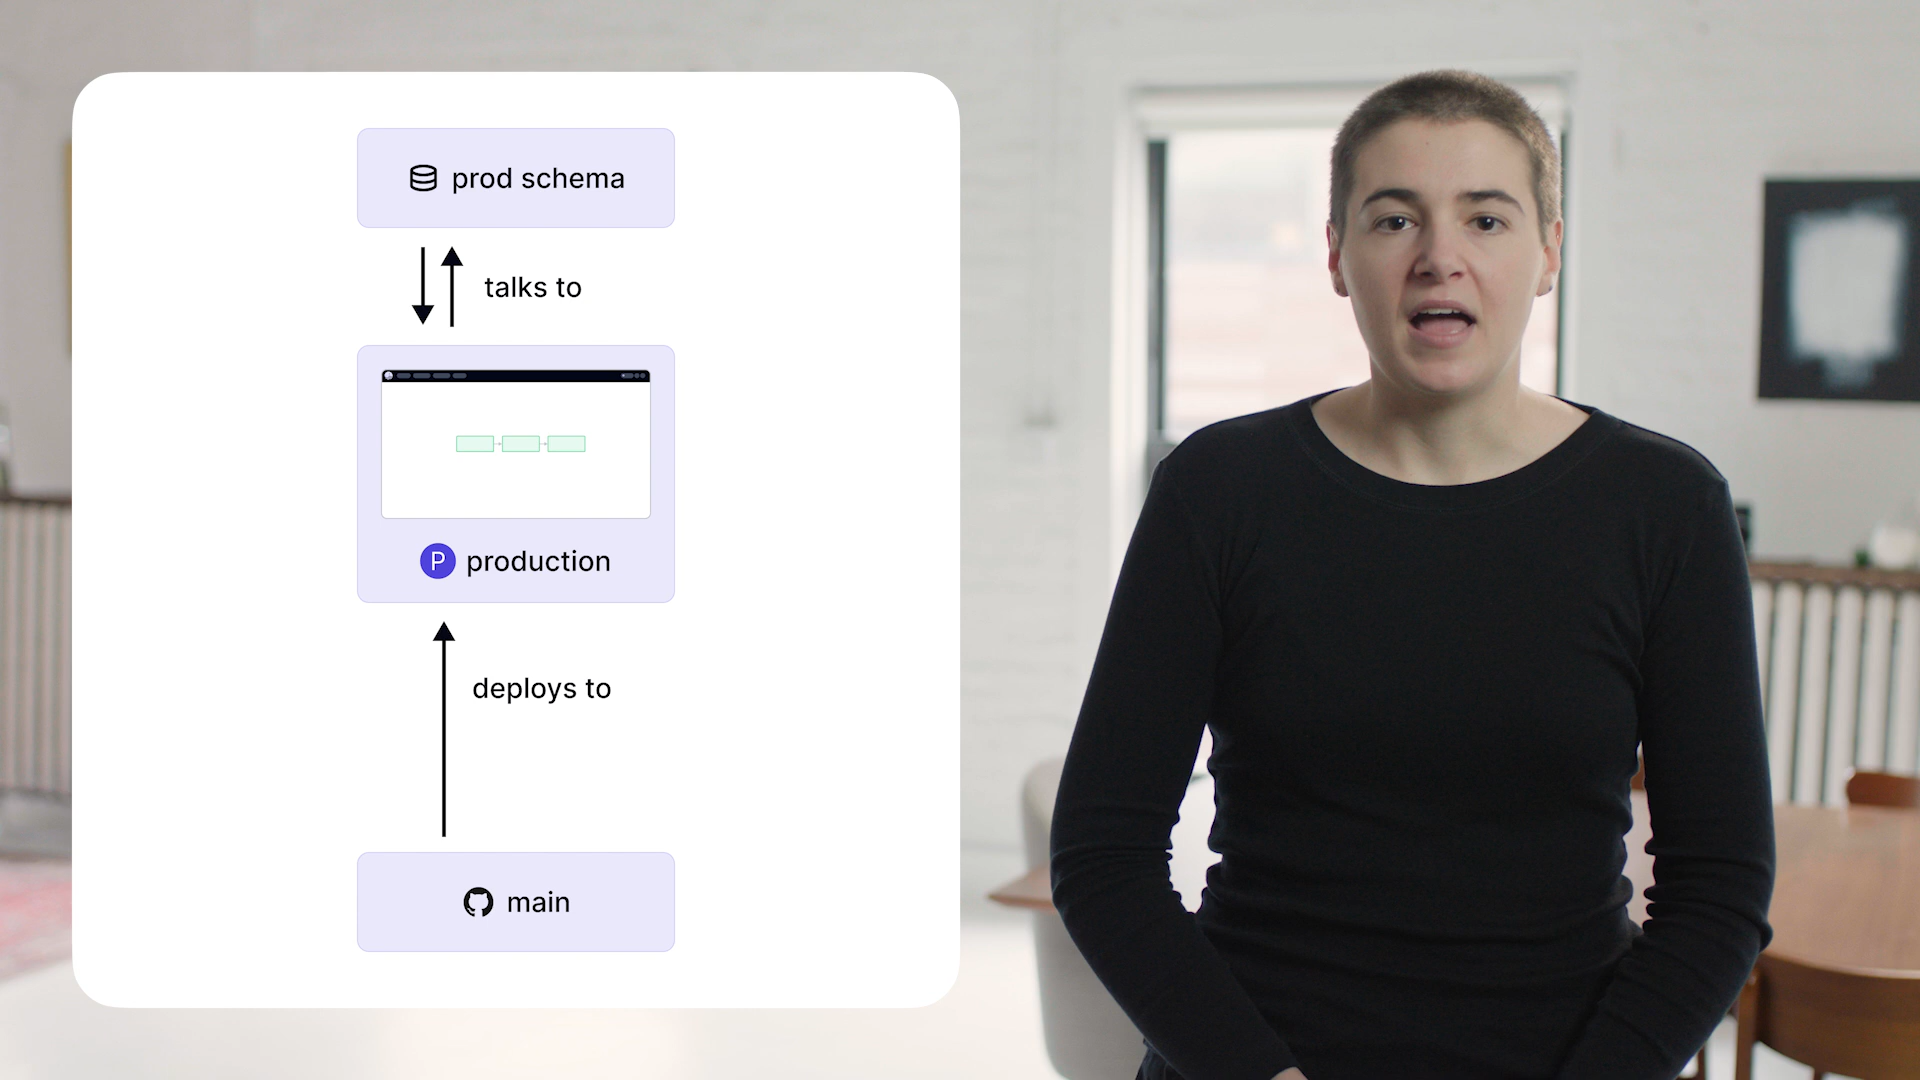 prod schema
talks to
P production
deploys to
main